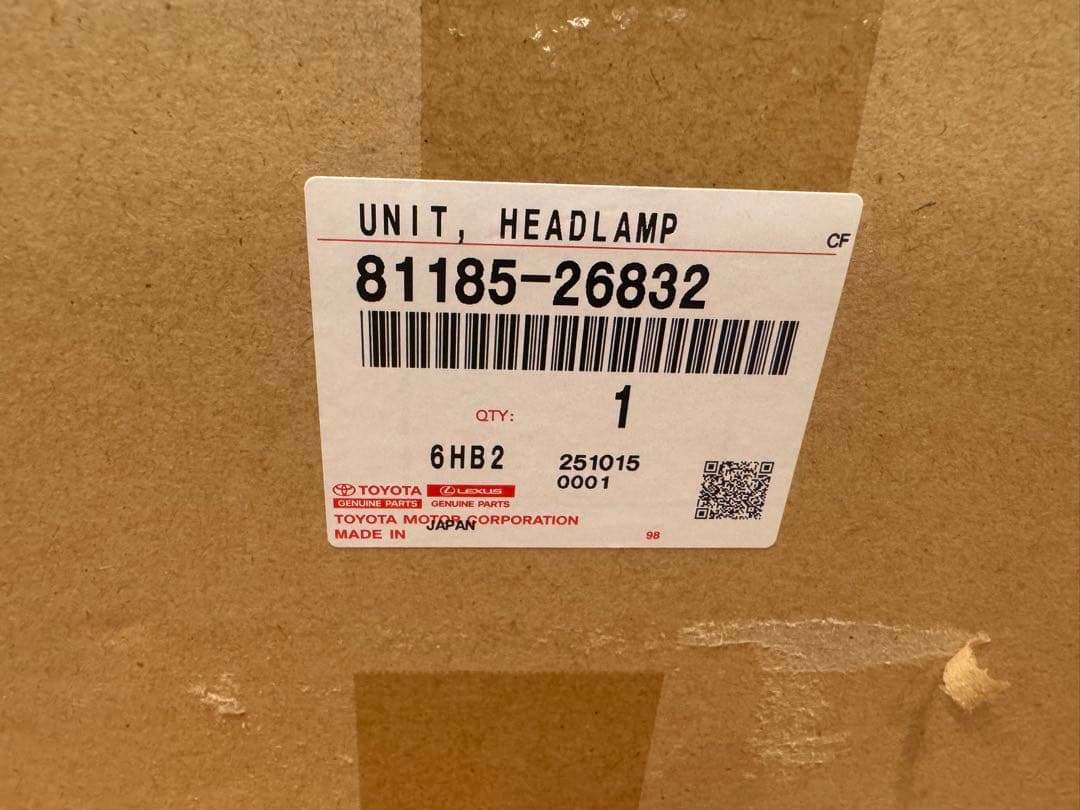 UNIT, HEADLAMP
CF
81185-26832
QTY: 1
6HB2 251015
0001
TOYOTA LEXUS
GENUINE PARTS GENUINE PARTS
TOYOTA MOTOR CORPORATION
MADE IN JAPAN
98